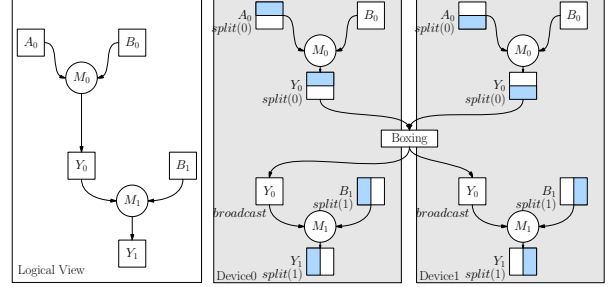 A₀
B₀
M₀
Y₀
B₁
M₁
Y₁
Logical View
A₀
split(0)
B₀
M₀
Y₀
split(0)
A₀
split(0)
B₀
M₀
Y₀
split(0)
Boxing
Y₀
broadcast
B₁
split(1)
M₁
Y₁
Device0 split(1)
Y₀
broadcast
B₁
split(1)
M₁
Y₁
Device1 split(1)